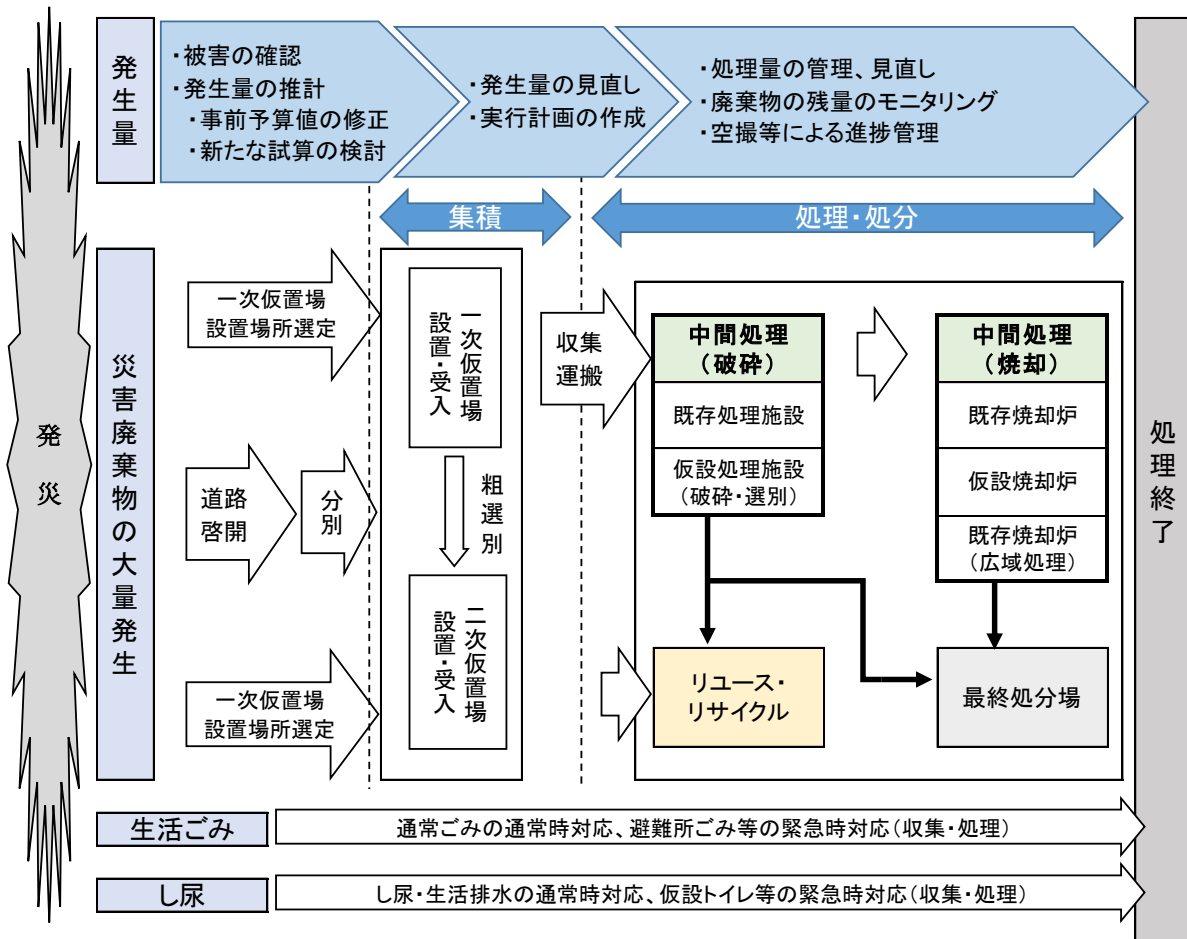 発災
発生量
・被害の確認
・発生量の推計
・事前予算値の修正
・新たな試算の検討
・発生量の見直し
・実行計画の作成
・処理量の管理、見直し
・廃棄物の残量のモニタリング
・空撮等による進捗管理
集積
処理・処分
災害廃棄物の大量発生
一次仮置場
設置場所選定
道路
啓開
分別
一次仮置場
設置場所選定
一次仮置場
設置・受入
粗選別
二次仮置場
設置・受入
収集
運搬
中間処理
（破砕）
既存処理施設
仮設処理施設
（破砕・選別）
中間処理
（焼却）
既存焼却炉
仮設焼却炉
既存焼却炉
（広域処理）
リユース・
リサイクル
最終処分場
処理終了
生活ごみ
通常ごみの通常時対応、避難所ごみ等の緊急時対応（収集・処理）
し尿
し尿・生活排水の通常時対応、仮設トイレ等の緊急時対応（収集・処理）